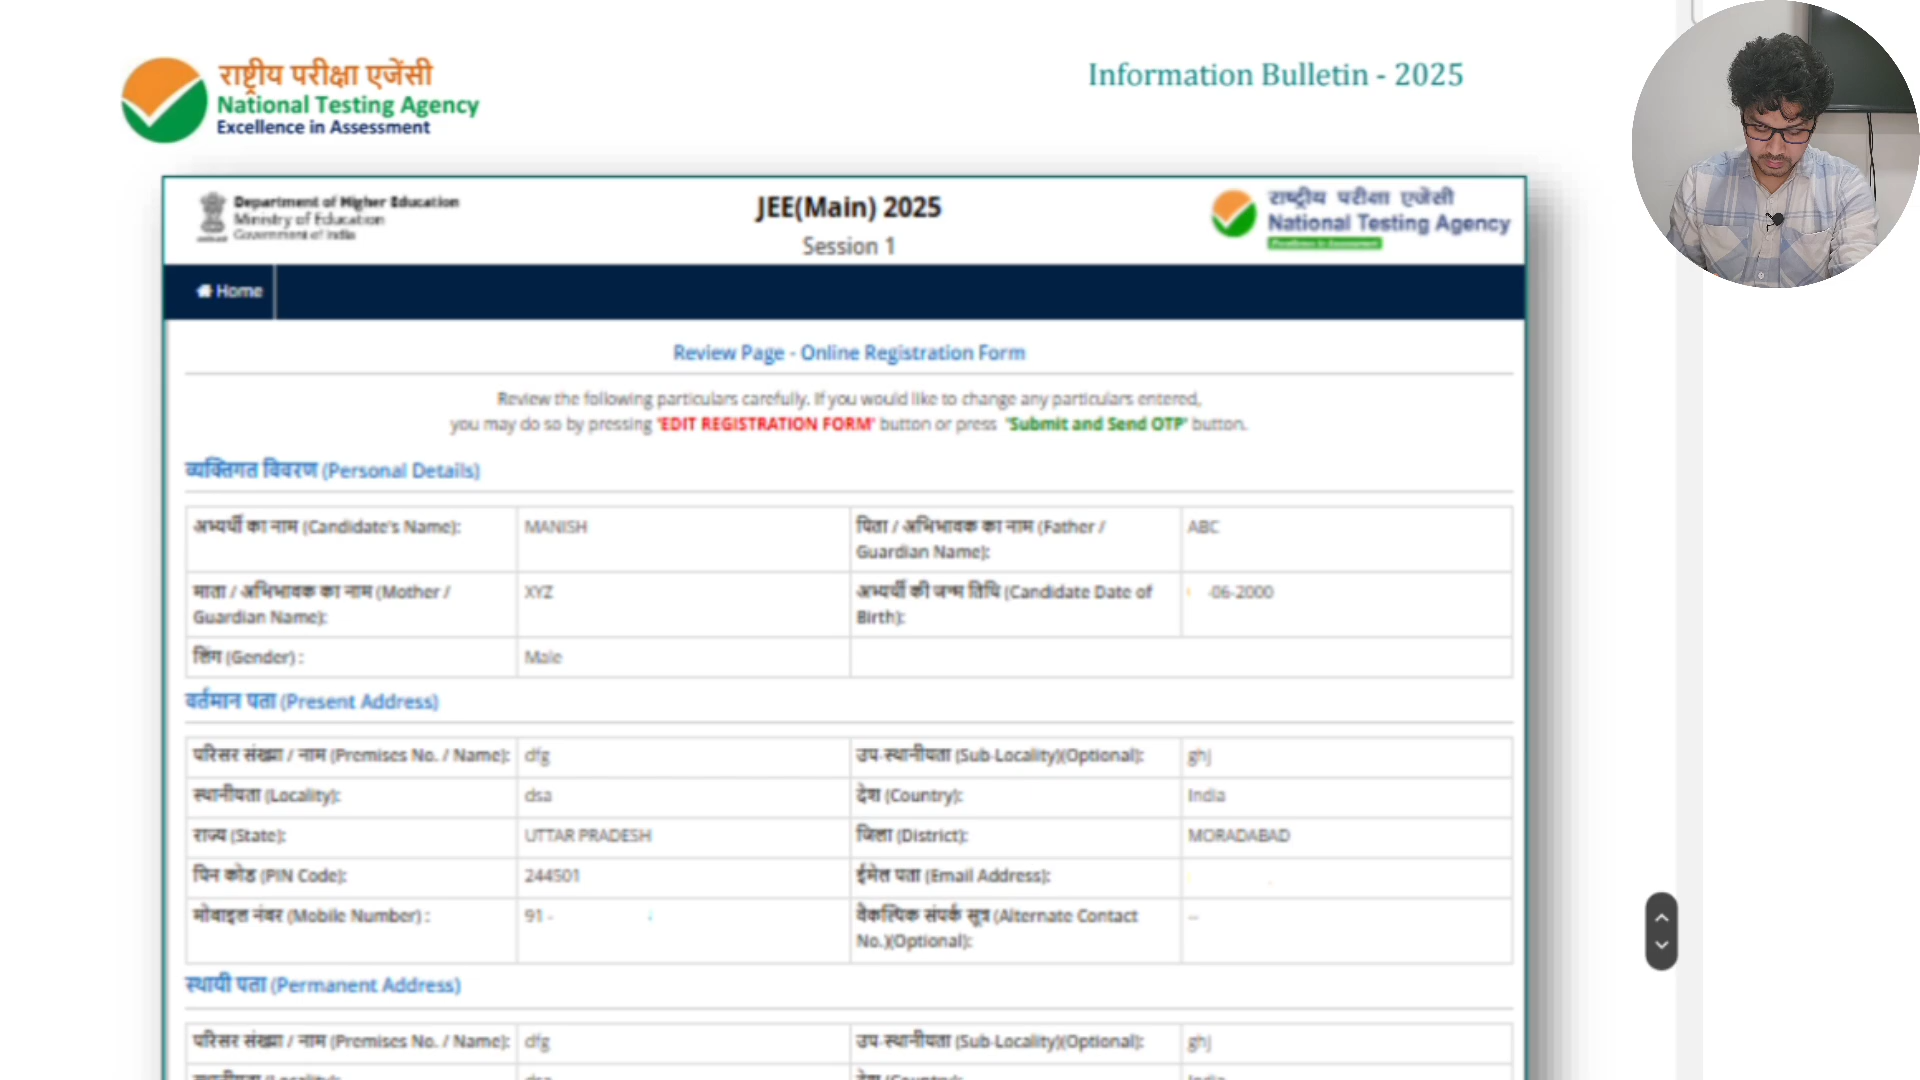 राष्ट्रीय परीक्षा एजेंसी
National Testing Agency
Excellence in Assessment
Information Bulletin - 2025
Department of Higher Education
Ministry of Education
Government of India
JEE(Main) 2025
Session 1
राष्ट्रीय परीक्षा एजेंसी
National Testing Agency
Excellence in Assessment
Home
Review Page - Online Registration Form
Review the following particulars carefully. If you would like to change any particulars entered,
you may do so by pressing 'EDIT REGISTRATION FORM' button or press 'Submit and Send OTP' button.
व्यक्तिगत विवरण (Personal Details)
अभ्यर्थी का नाम (Candidate's Name): MANISH
पिता / अभिभावक का नाम (Father / Guardian Name): ABC
माता / अभिभावक का नाम (Mother / Guardian Name): XYZ
अभ्यर्थी की जन्म तिथि (Candidate Date of Birth): -06-2000
लिंग (Gender) : Male
वर्तमान पता (Present Address)
परिसर संख्या / नाम (Premises No. / Name): dfg
उप-स्थानीयता (Sub-Locality)(Optional): ghj
स्थानीयता (Locality): dsa
देश (Country): India
राज्य (State): UTTAR PRADESH
जिला (District): MORADABAD
पिन कोड (PIN Code): 244501
ईमेल पता (Email Address):
मोबाइल नंबर (Mobile Number) : 91 -
वैकल्पिक संपर्क सूत्र (Alternate Contact No.)(Optional): --
स्थायी पता (Permanent Address)
परिसर संख्या / नाम (Premises No. / Name): dfg
उप-स्थानीयता (Sub-Locality)(Optional): ghj